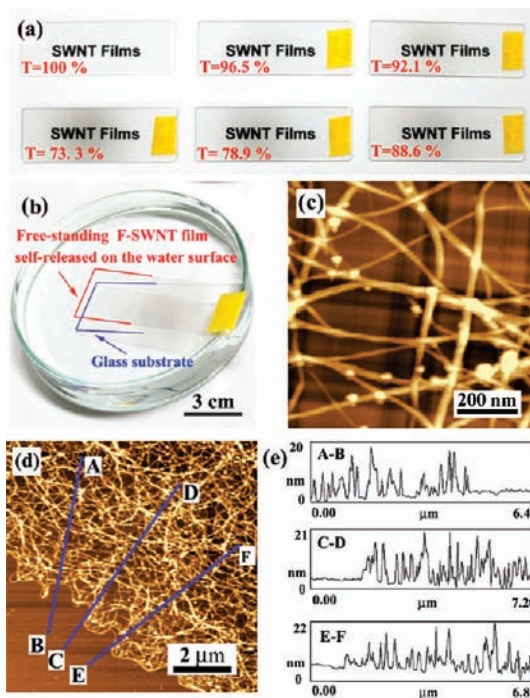 (a)
SWNT Films
T=100 %
SWNT Films
T=96.5 %
SWNT Films
T=92.1 %
SWNT Films
T= 73. 3 %
SWNT Films
T= 78.9 %
SWNT Films
T=88.6 %
(b)
Free-standing F-SWNT film
self-released on the water surface
Glass substrate
3 cm
(c)
200 nm
(d)
A
D
F
B
C
E
2 μm
(e)
20
A-B
nm
0
0.00 μm 6.4
21
C-D
nm
0
0.00 μm 7.20
22
E-F
nm
0
0.00 μm